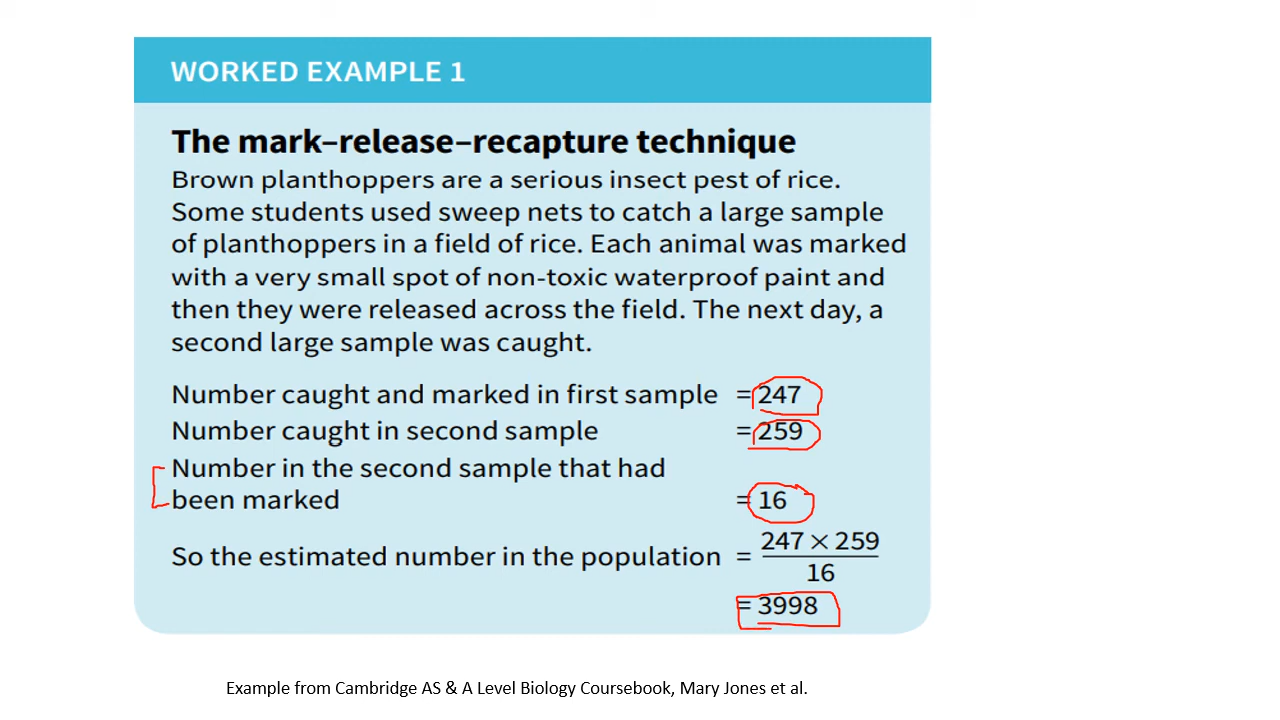 WORKED EXAMPLE 1
The mark–release–recapture technique
Brown planthoppers are a serious insect pest of rice.
Some students used sweep nets to catch a large sample
of planthoppers in a field of rice. Each animal was marked
with a very small spot of non-toxic waterproof paint and
then they were released across the field. The next day, a
second large sample was caught.
Number caught and marked in first sample = 247
Number caught in second sample = 259
Number in the second sample that had
been marked = 16
So the estimated number in the population = 247 × 259
16
= 3998
Example from Cambridge AS & A Level Biology Coursebook, Mary Jones et al.